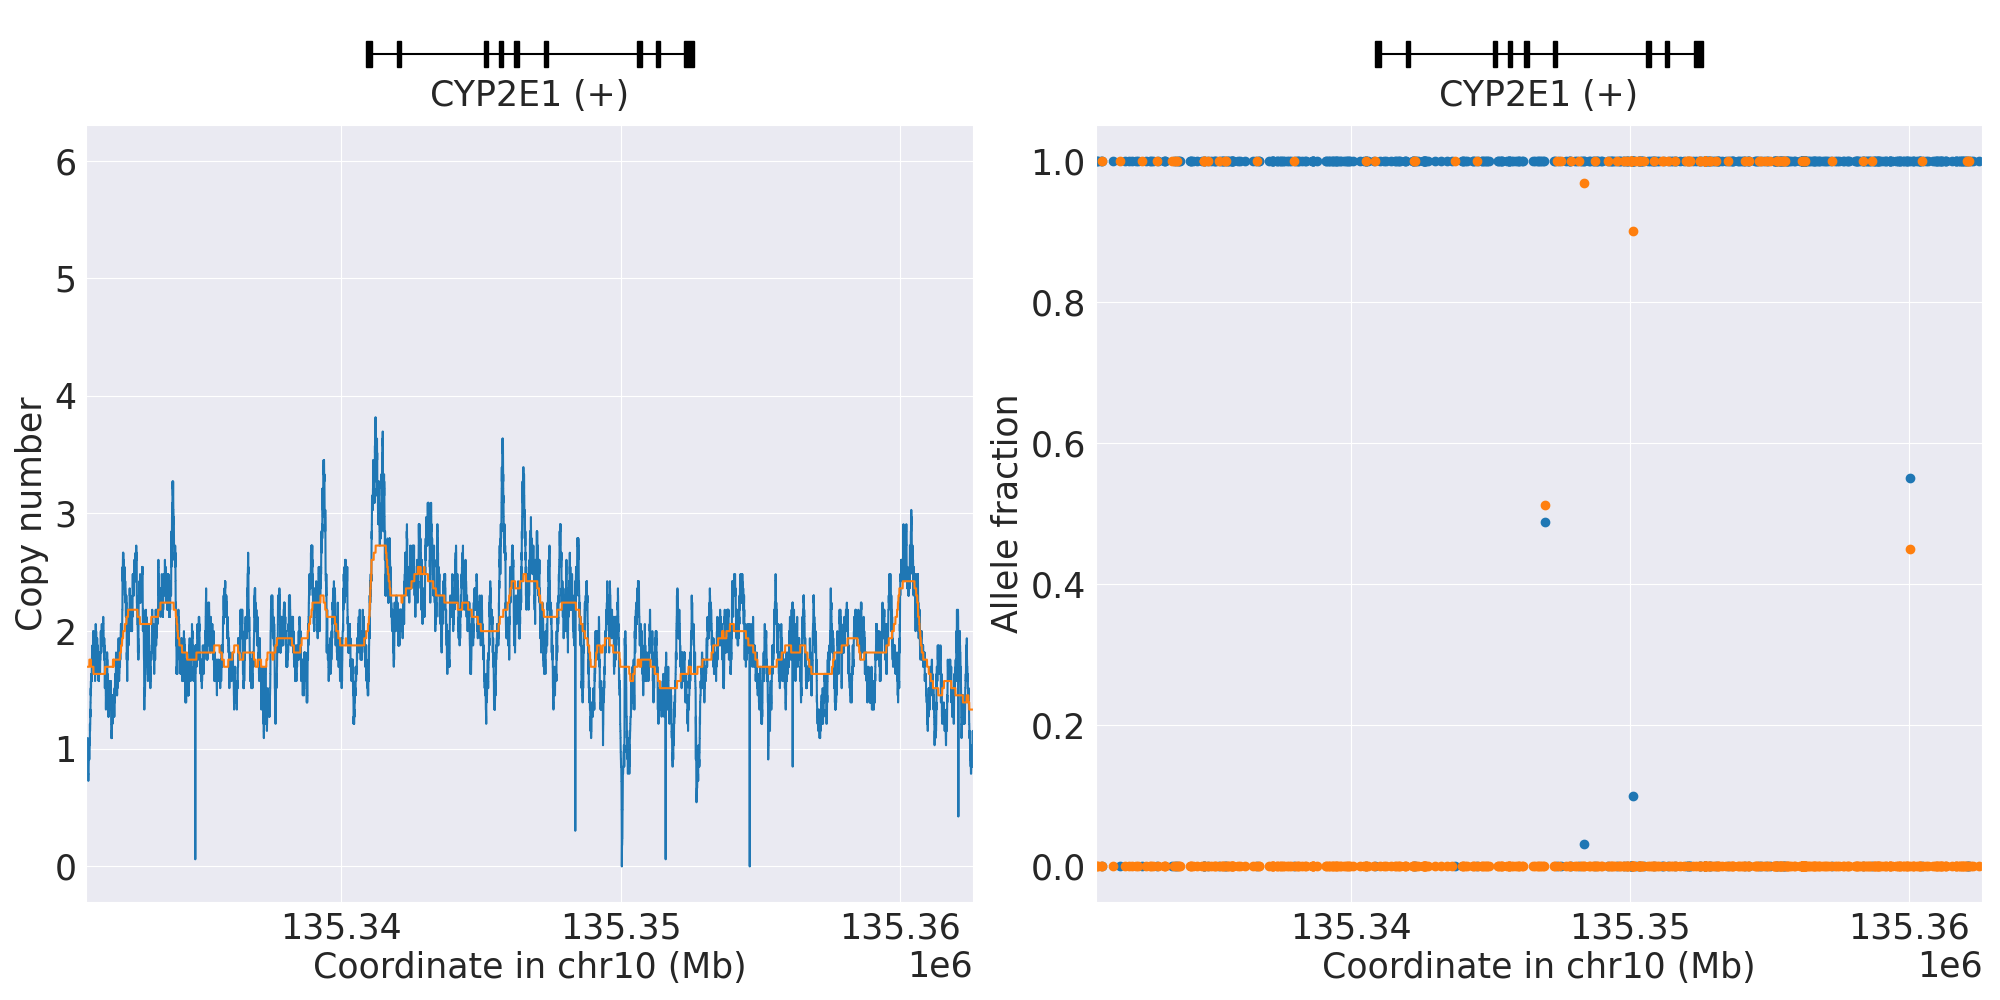 CYP2E1 (+)
6
5
4
3
2
1
0
Copy number
135.34 135.35 135.36
Coordinate in chr10 (Mb)
1e6
CYP2E1 (+)
1.0
0.8
0.6
0.4
0.2
0.0
Allele fraction
135.34 135.35 135.36
Coordinate in chr10 (Mb)
1e6